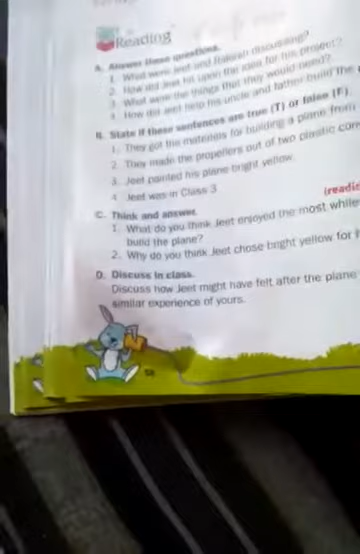 Reading
A. Answer these questions.
1. What were Jeet and discussing?
2. How did Jeet hit upon the idea for his project?
3. What were the things that they would need?
4. How did Jeet help his uncle and father build the
B. State if these sentences are true (T) or false (F).
1. They got the materials for building a plane from
2. They made the propellers out of two plastic
3. Jeet painted his plane bright yellow.
4. Jeet was in Class 3.
C. Think and answer.
1. What do you think Jeet enjoyed the most while
build the plane?
2. Why do you think Jeet chose bright yellow for
D. Discuss in class.
Discuss how Jeet might have felt after the plane
similar experience of yours.